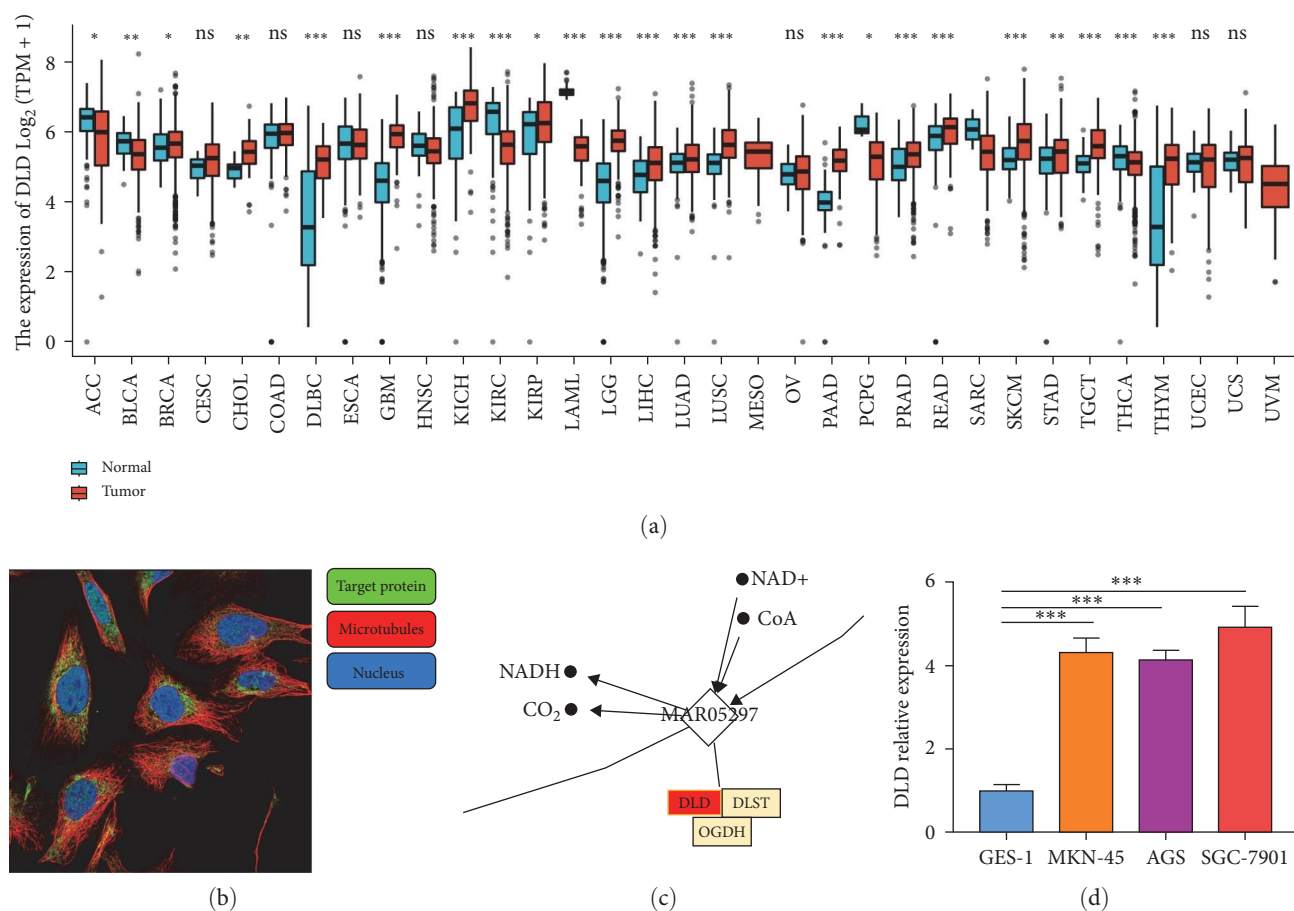 The expression of DLD Log2 (TPM + 1)
8
6
4
2
0
* ** * ns ** ns *** ns *** ns *** *** * *** *** *** *** *** ns *** * *** *** *** ** *** *** *** ns ns
ACC BLCA BRCA CESC CHOL COAD DLBC ESCA GBM HNSC KICH KIRC KIRP LAML LGG LIHC LUAD LUSC MESO OV PAAD PCPG PRAD READ SARC SKCM STAD TGCT THCA THYM UCEC UCS UVM
Normal
Tumor
(a)
Target protein
Microtubules
Nucleus
(b)
NAD+
CoA
NADH
CO2
MAR05297
DLD DLST
OGDH
(c)
DLD relative expression
6
4
2
0
***
***
***
GES-1 MKN-45 AGS SGC-7901
(d)